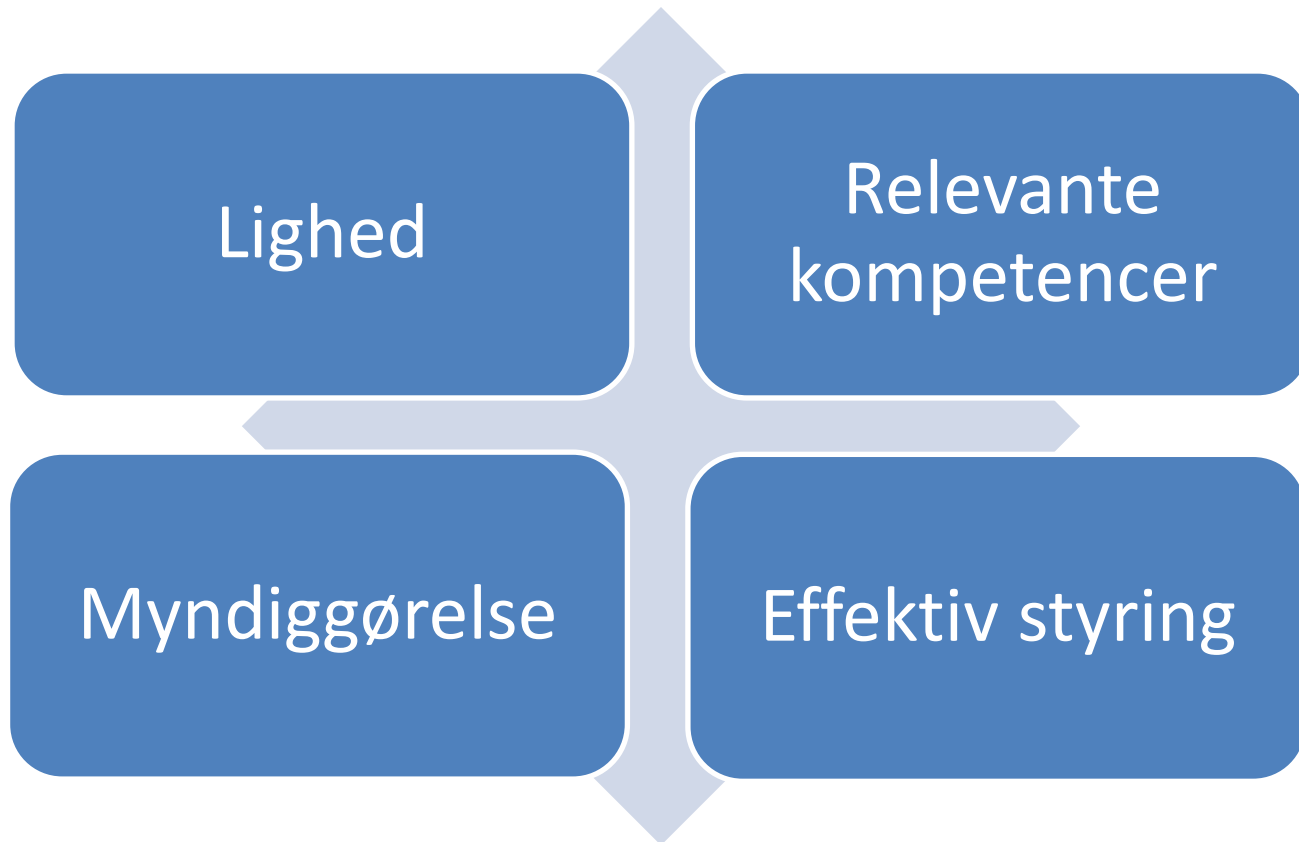 Lighed
Relevante
kompetencer
Myndiggørelse
Effektiv styring